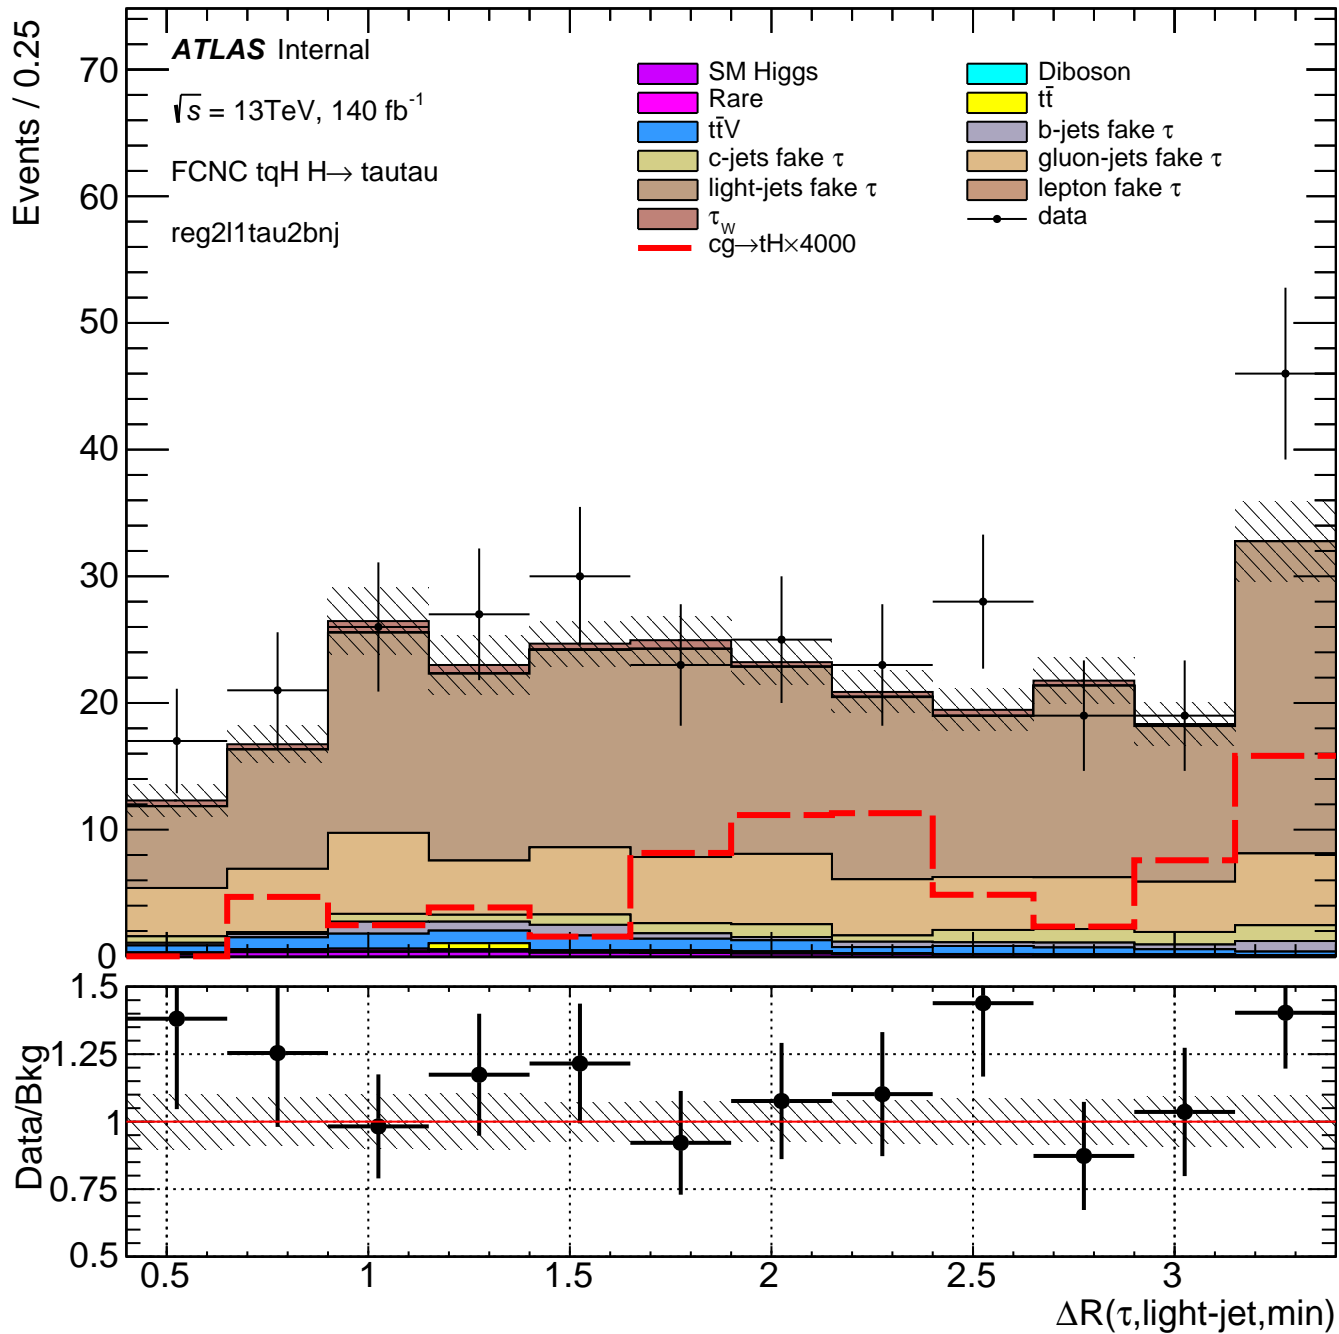 Events / 0.25
ATLAS Internal
√s = 13TeV, 140 fb⁻¹
FCNC tqH H→ tautau
reg2l1tau2bnj
SM Higgs
Rare
tt̄V
c-jets fake τ
light-jets fake τ
τ_W
cg→tH×4000
Diboson
tt̄
b-jets fake τ
gluon-jets fake τ
lepton fake τ
data
70
60
50
40
30
20
10
0
Data/Bkg
1.5
1.25
1
0.75
0.5
0.5 1 1.5 2 2.5 3
ΔR(τ,light-jet,min)